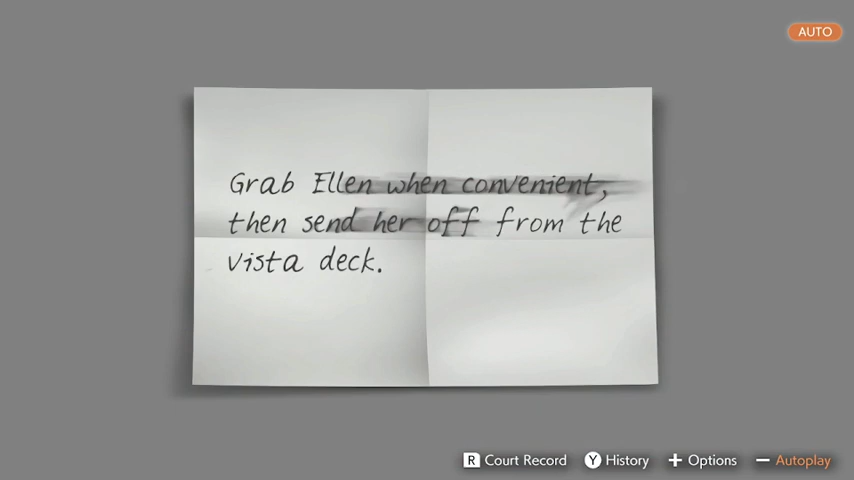 AUTO
Grab Ellen when convenient,
then send her off from the
vista deck.
R Court Record Y History + Options − Autoplay